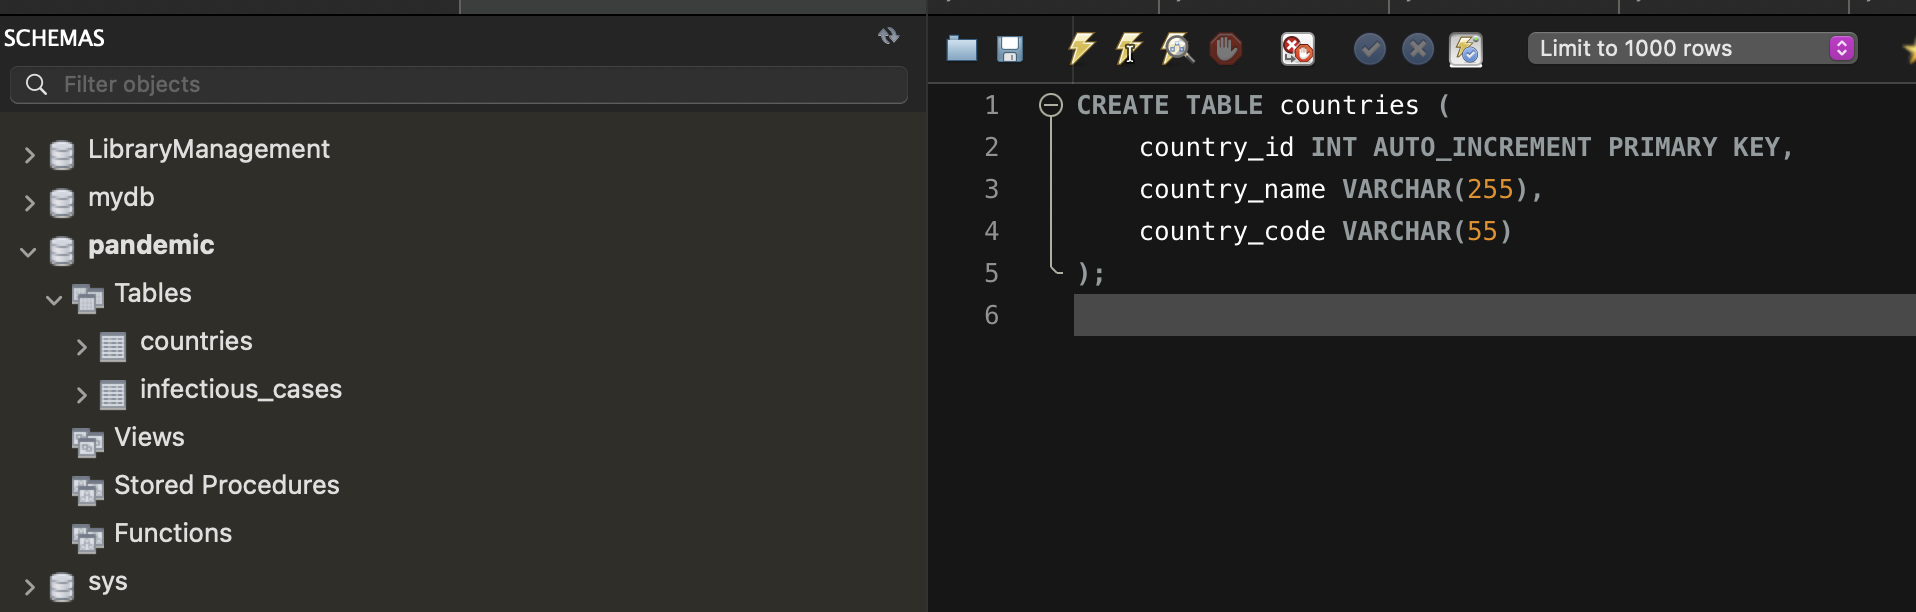 SCHEMAS
Filter objects
LibraryManagement
mydb
pandemic
Tables
countries
infectious_cases
Views
Stored Procedures
Functions
sys
Limit to 1000 rows
1 CREATE TABLE countries (
2 country_id INT AUTO_INCREMENT PRIMARY KEY,
3 country_name VARCHAR(255),
4 country_code VARCHAR(55)
5 );
6